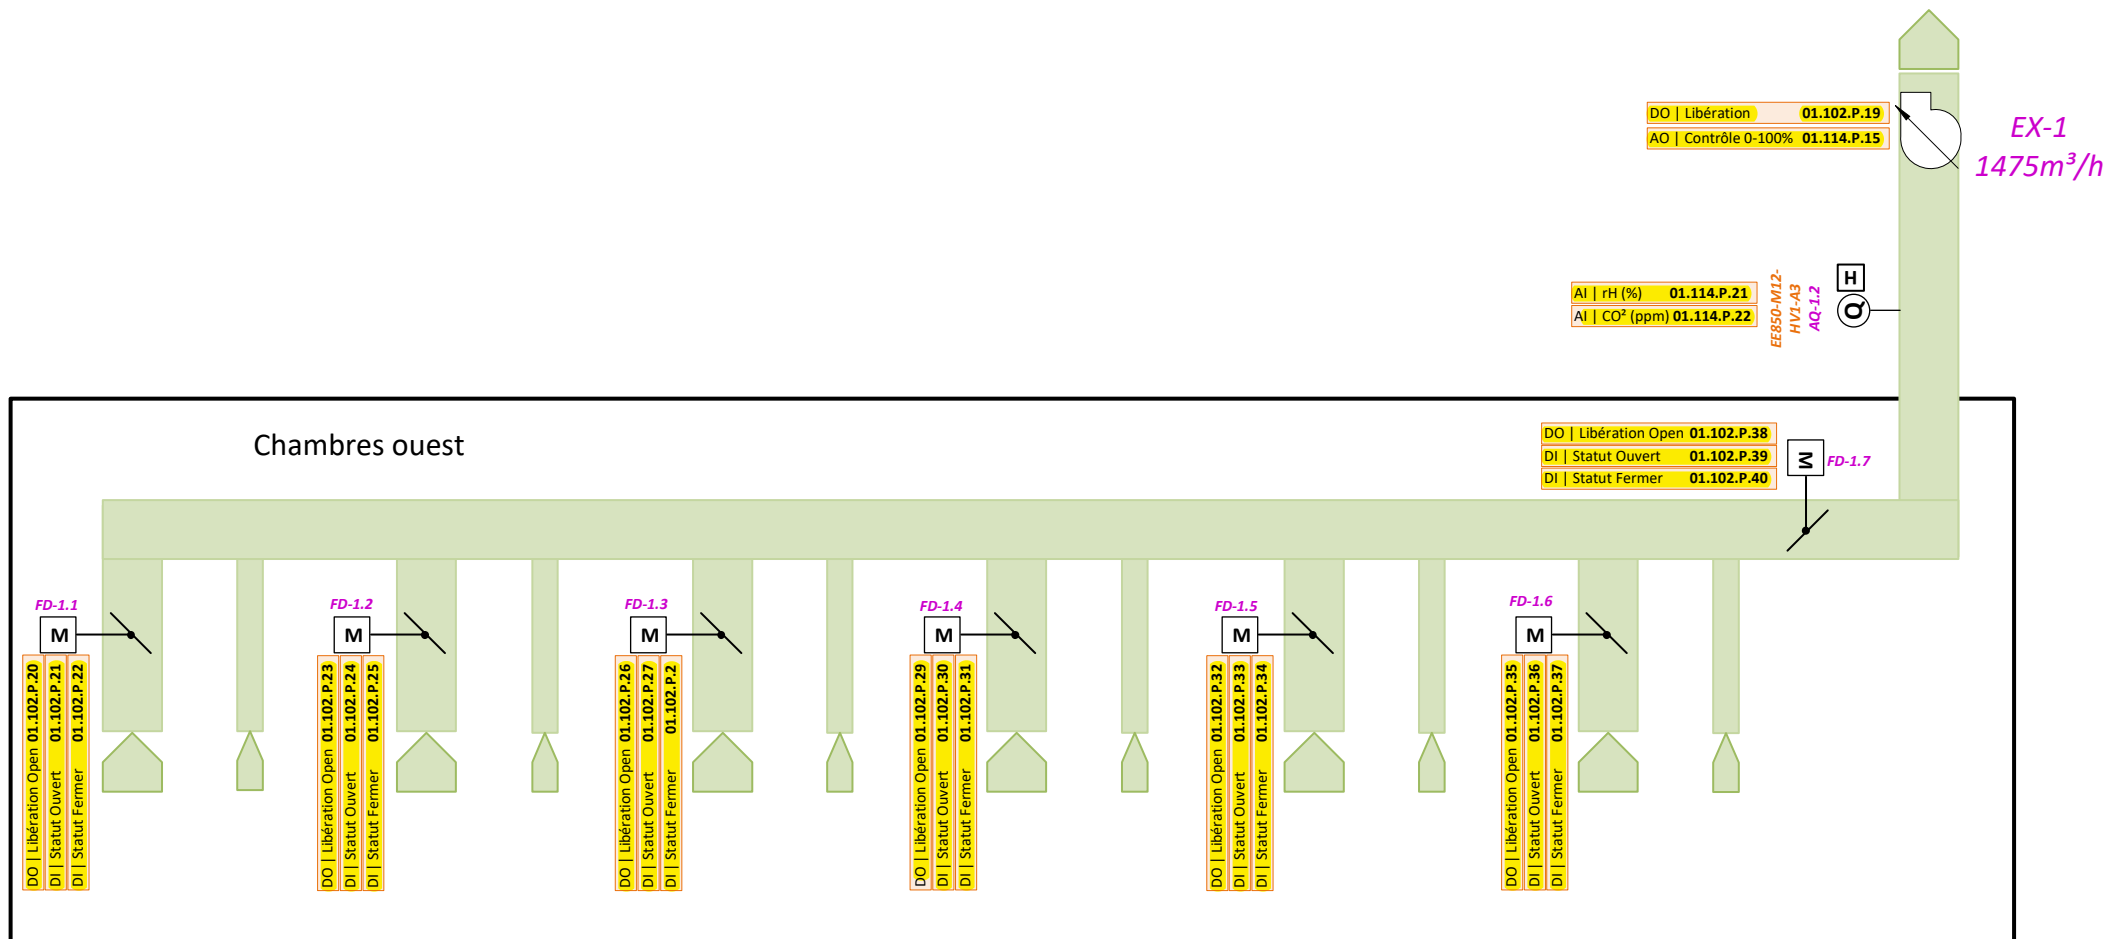 DO | Libération 01.102.P.19
AO | Contrôle 0-100% 01.114.P.15
EX-1
1475m³/h
AI | rH (%) 01.114.P.21
AI | CO² (ppm) 01.114.P.22
EE850-M12-
HV1-A3
AQ-1.2
H
Q
Chambres ouest
DO | Libération Open 01.102.P.38
DI | Statut Ouvert 01.102.P.39
DI | Statut Fermer 01.102.P.40
M
FD-1.7
FD-1.1
M
DO | Libération Open 01.102.P.20
DI | Statut Ouvert 01.102.P.21
DI | Statut Fermer 01.102.P.22
FD-1.2
M
DO | Libération Open 01.102.P.23
DI | Statut Ouvert 01.102.P.24
DI | Statut Fermer 01.102.P.25
FD-1.3
M
DO | Libération Open 01.102.P.26
DI | Statut Ouvert 01.102.P.27
DI | Statut Fermer 01.102.P.2
FD-1.4
M
DO | Libération Open 01.102.P.29
DI | Statut Ouvert 01.102.P.30
DI | Statut Fermer 01.102.P.31
FD-1.5
M
DO | Libération Open 01.102.P.32
DI | Statut Ouvert 01.102.P.33
DI | Statut Fermer 01.102.P.34
FD-1.6
M
DO | Libération Open 01.102.P.35
DI | Statut Ouvert 01.102.P.36
DI | Statut Fermer 01.102.P.37